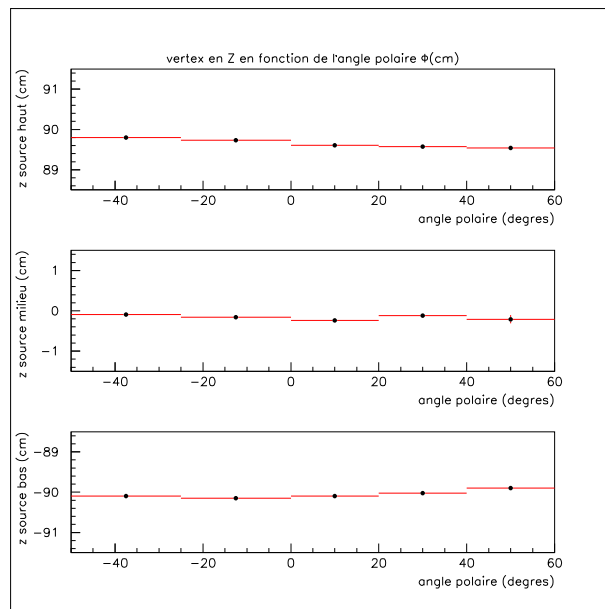 vertex en Z en fonction de l'angle polaire Φ(cm)
z source haut (cm)
91
90
89
−40 −20 0 20 40 60
angle polaire (degres)
z source milieu (cm)
1
0
−1
−40 −20 0 20 40 60
angle polaire (degres)
z source bas (cm)
−89
−90
−91
−40 −20 0 20 40 60
angle polaire (degres)